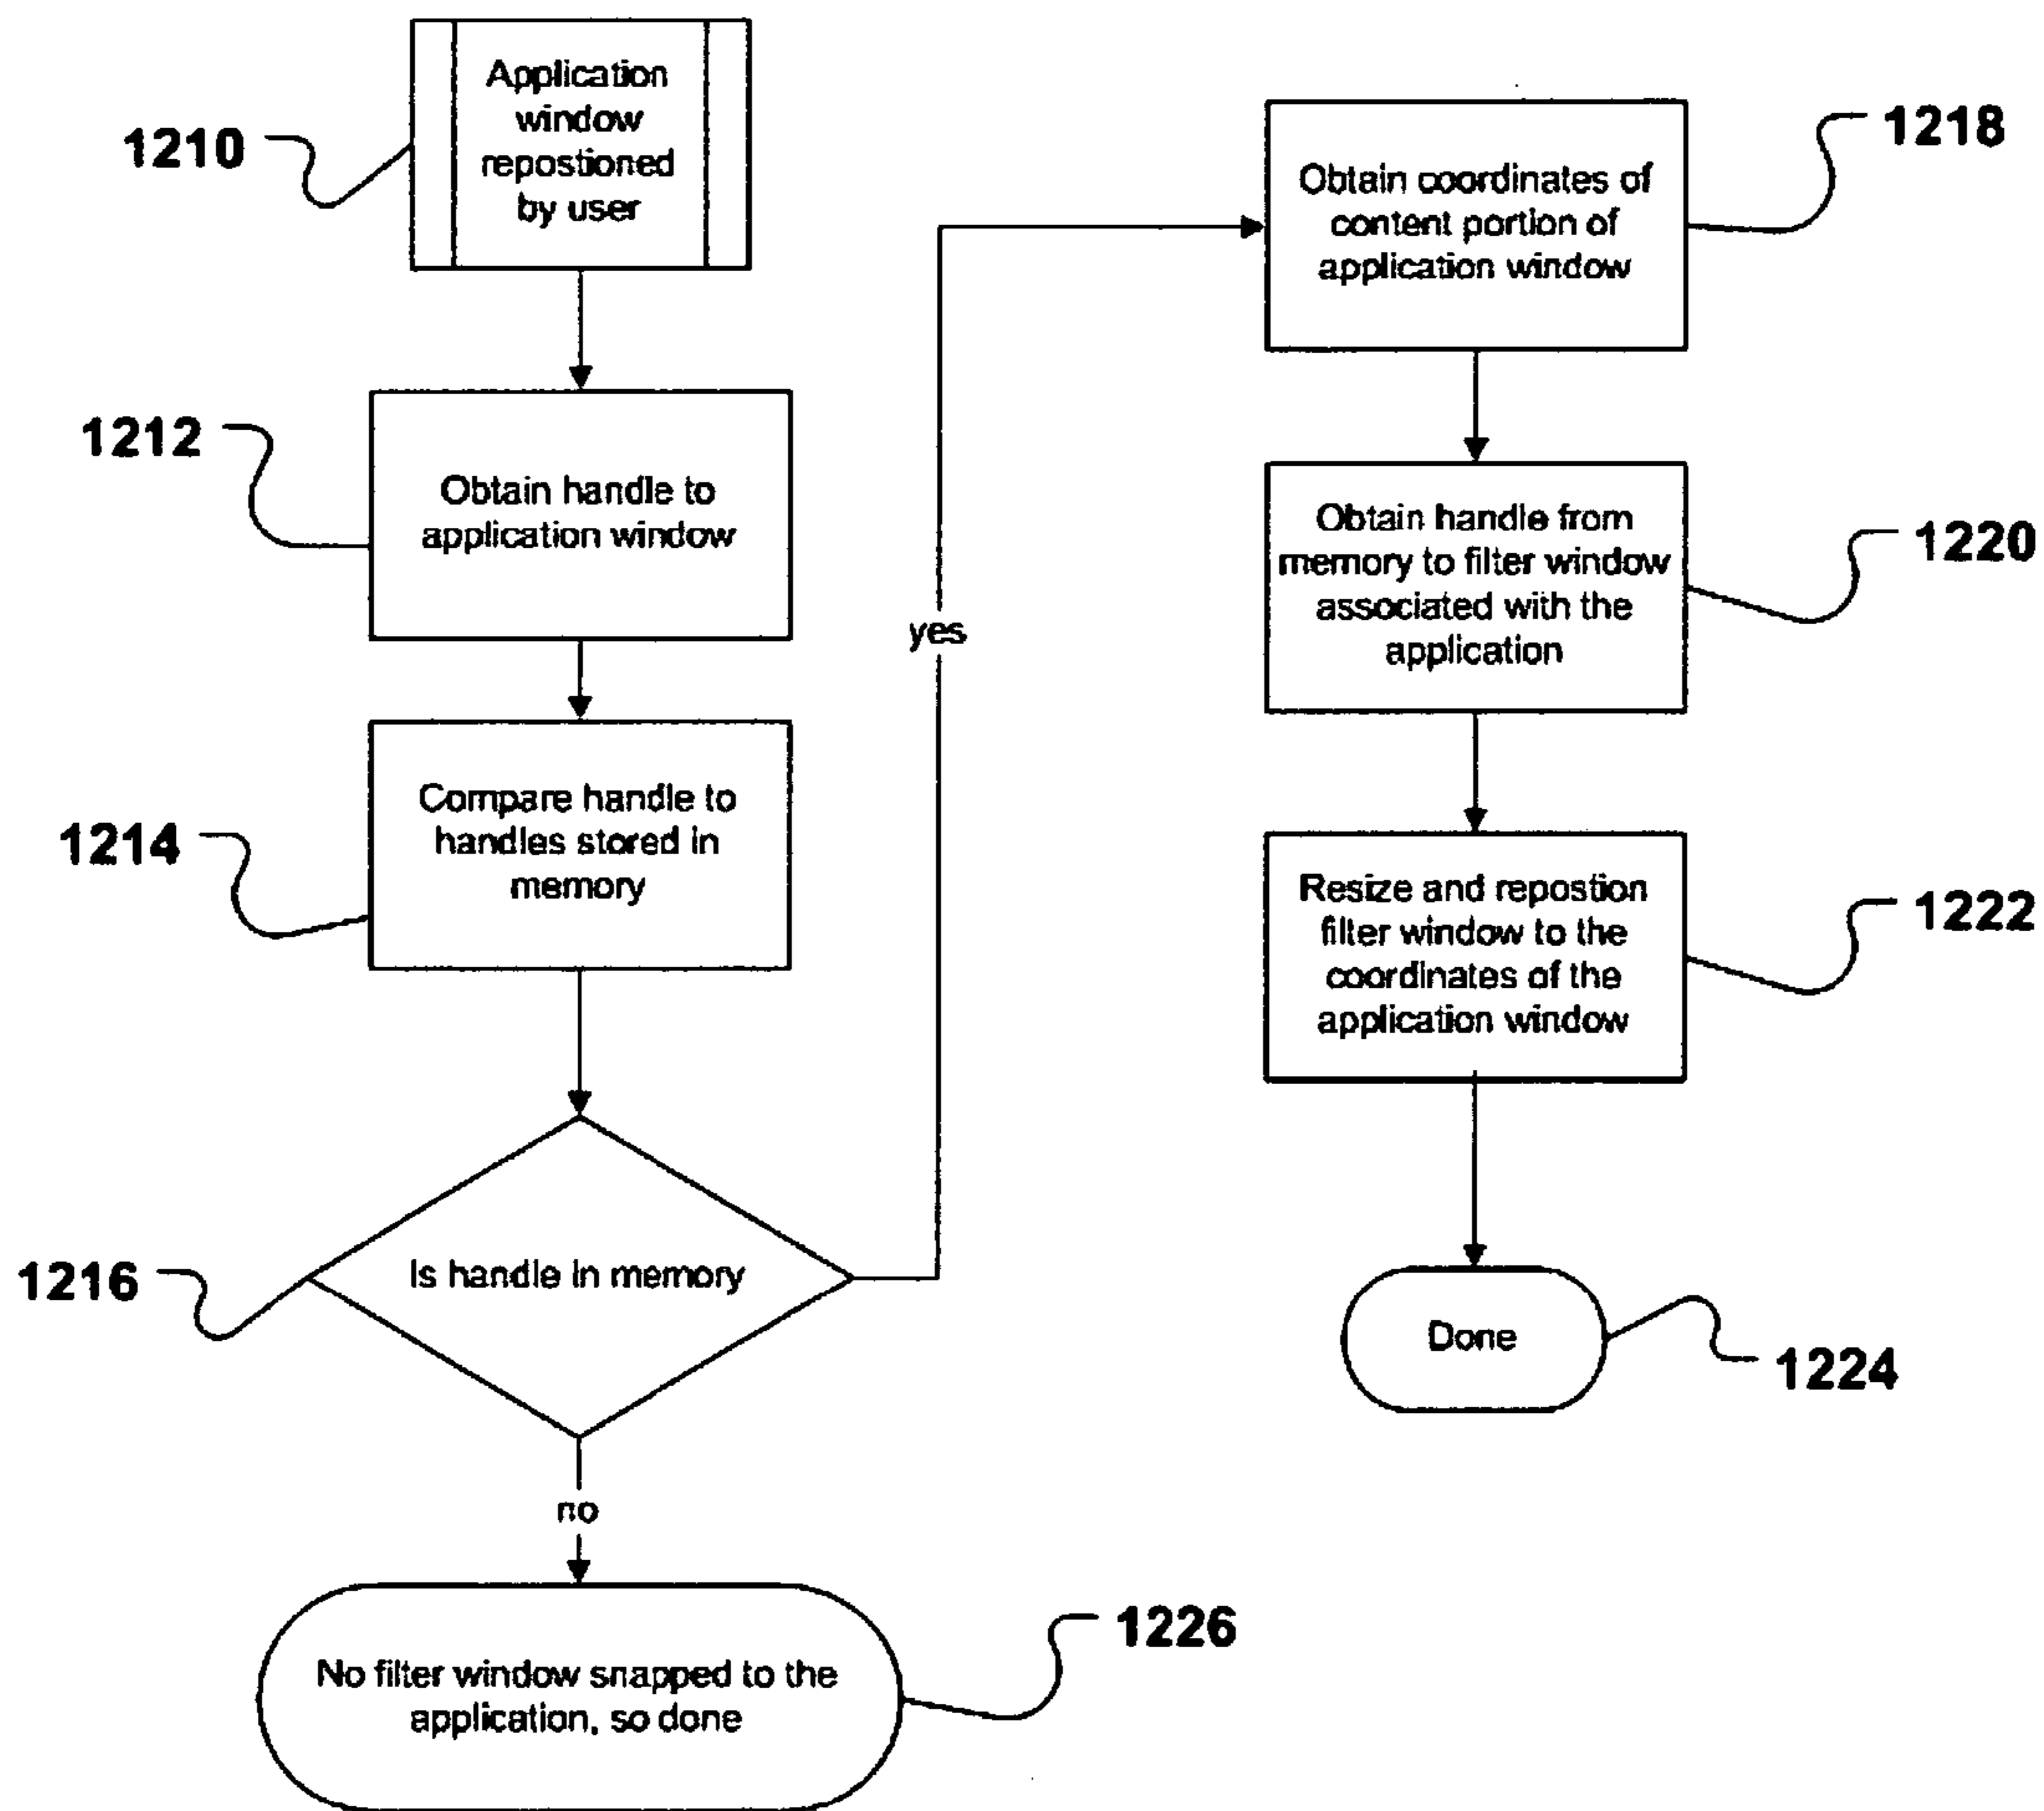 1210
Application
window
repostioned
by user
1212
Obtain handle to
application window
1214
Compare handle to
handles stored in
memory
1216
Is handle in memory
yes
no
1226
No filter window snapped to the
application, so done
1218
Obtain coordinates of
content portion of
application window
1220
Obtain handle from
memory to filter window
associated with the
application
1222
Resize and repostion
filter window to the
coordinates of the
application window
Done
1224